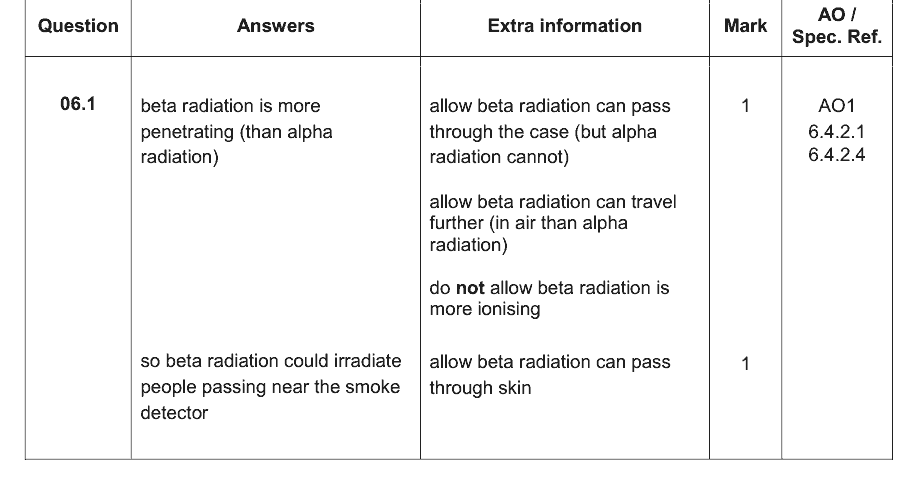 Question Answers Extra information Mark AO /
Spec. Ref.
06.1 beta radiation is more allow beta radiation can pass 1 AO1
penetrating (than alpha through the case (but alpha 6.4.2.1
radiation) radiation cannot) 6.4.2.4
allow beta radiation can travel
further (in air than alpha
radiation)
do not allow beta radiation is
more ionising
so beta radiation could irradiate allow beta radiation can pass 1
people passing near the smoke through skin
detector